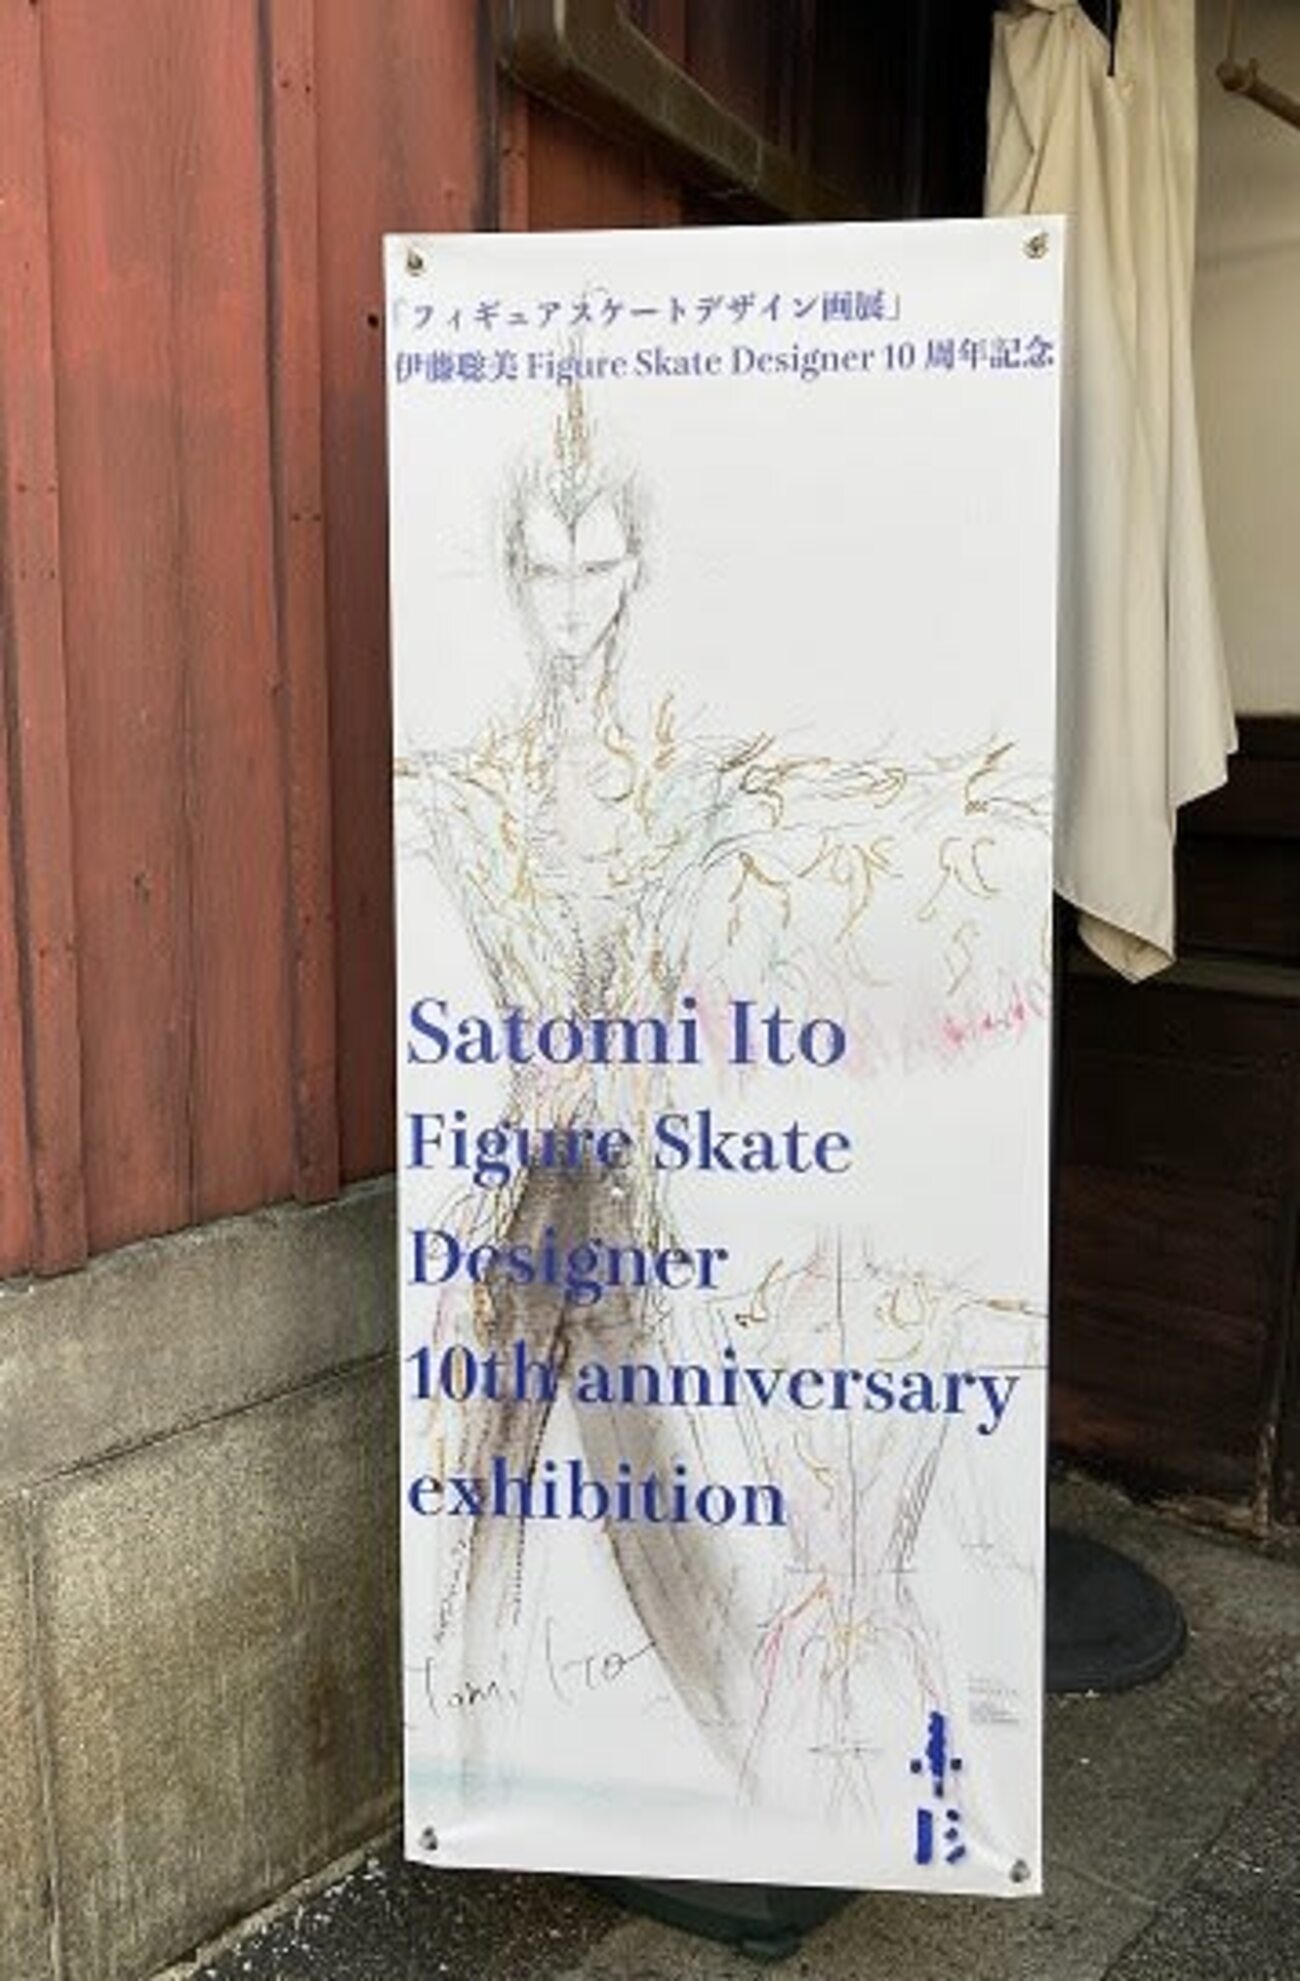 「フィギュアスケートデザイン画展」
伊藤聡美 Figure Skate Designer 10 周年記念
Satomi Ito
Figure Skate
Designer
10th anniversary
exhibition